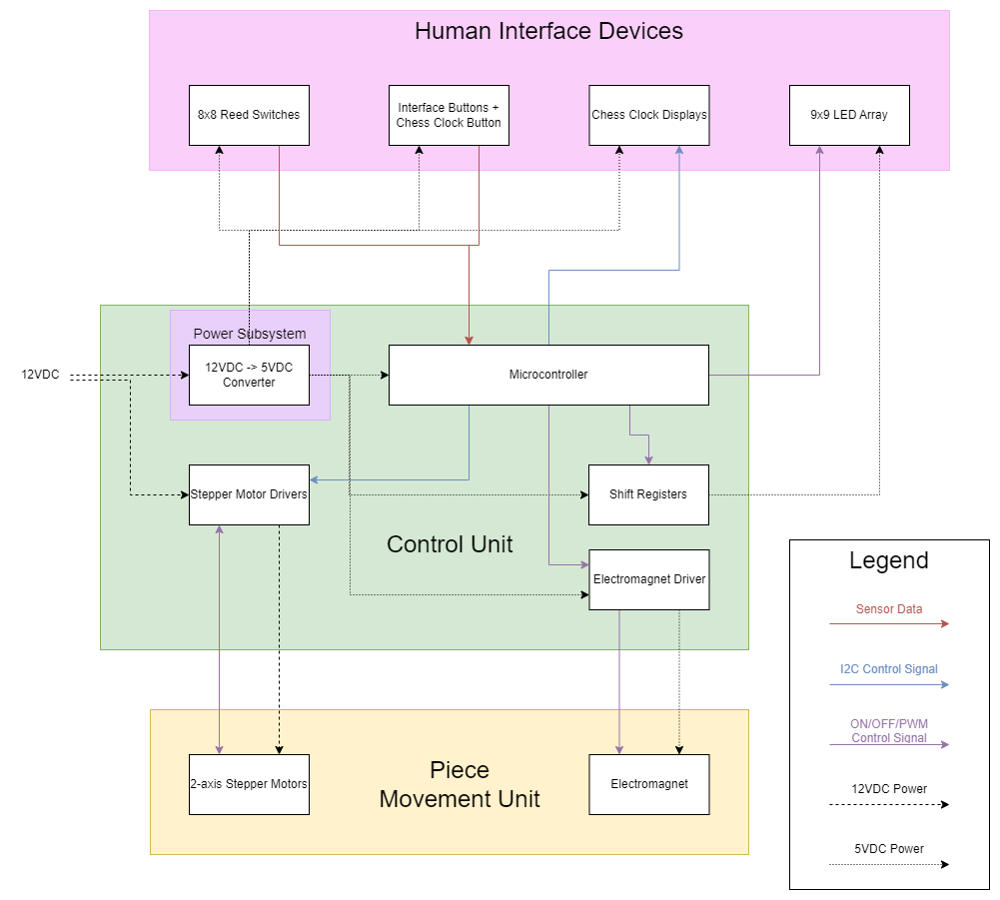 Human Interface Devices
8x8 Reed Switches
Interface Buttons +
Chess Clock Button
Chess Clock Displays
9x9 LED Array
Power Subsystem
12VDC
12VDC -> 5VDC
Converter
Microcontroller
Stepper Motor Drivers
Shift Registers
Control Unit
Electromagnet Driver
Legend
Sensor Data
I2C Control Signal
ON/OFF/PWM
Control Signal
12VDC Power
5VDC Power
2-axis Stepper Motors
Piece
Movement Unit
Electromagnet